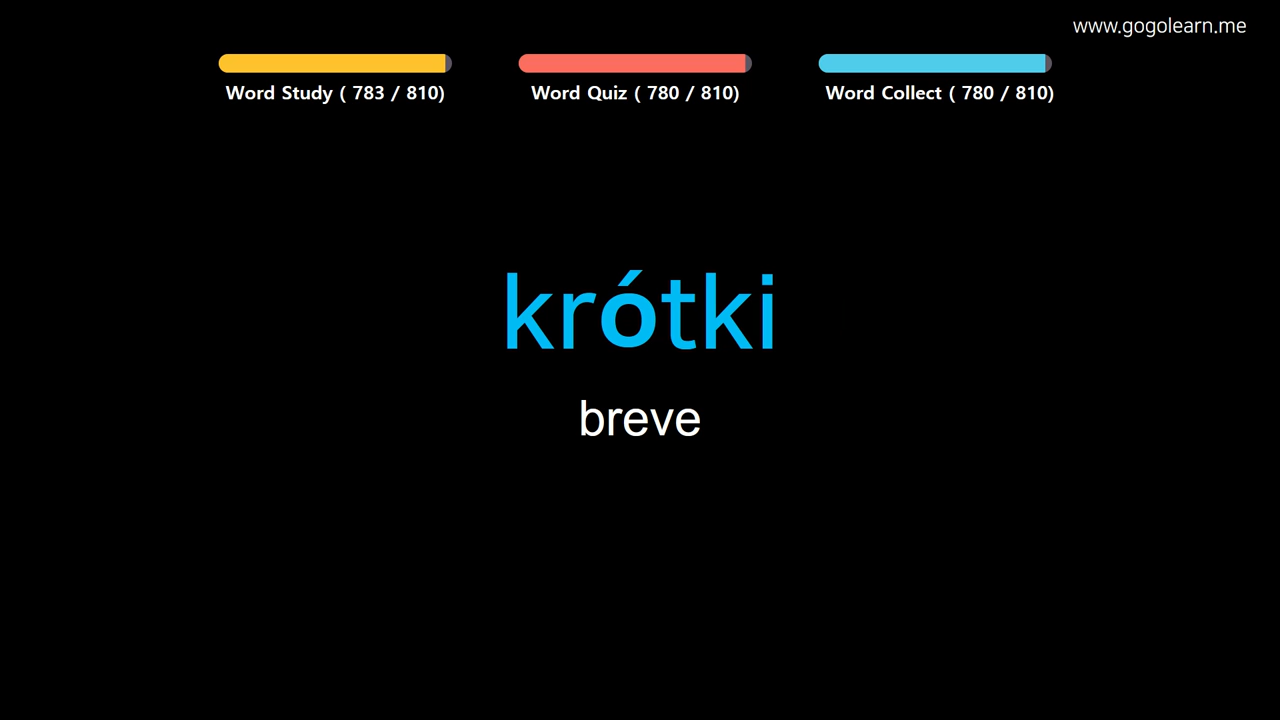 www.gogolearn.me
Word Study ( 783 / 810)
Word Quiz ( 780 / 810)
Word Collect ( 780 / 810)
krótki
breve